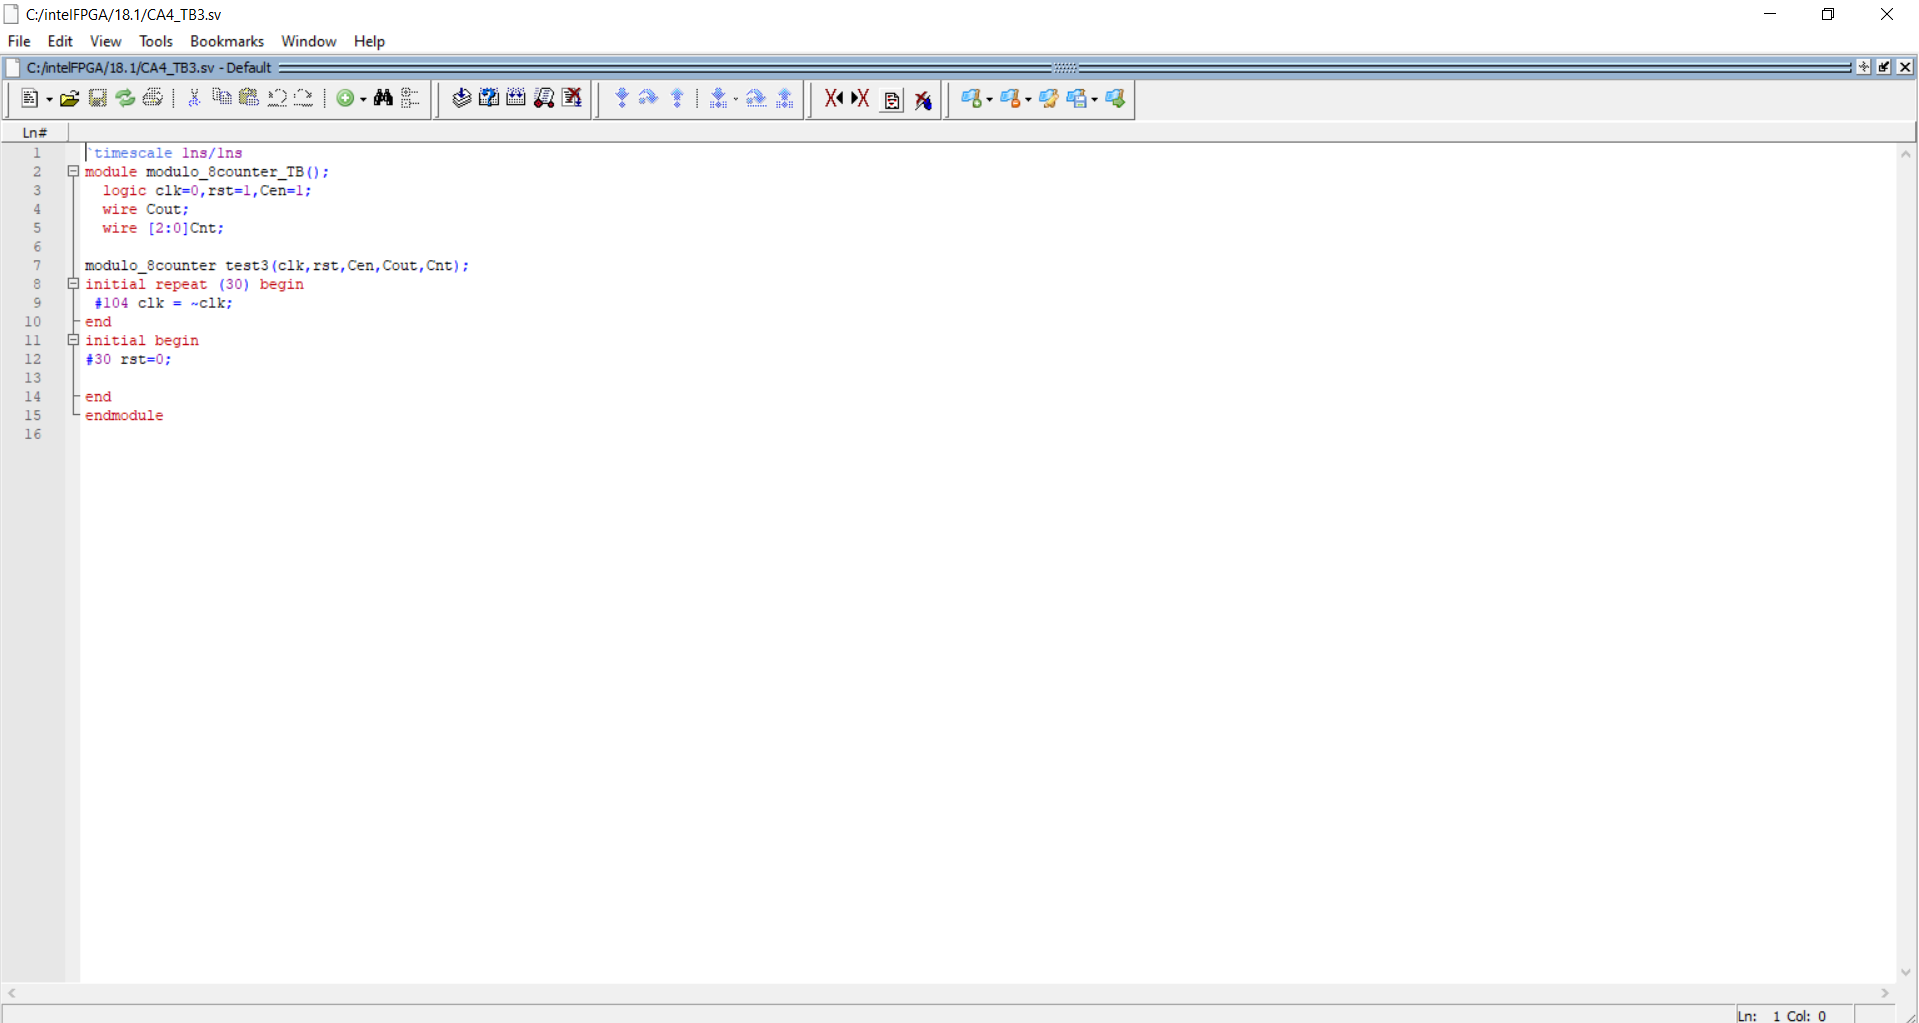 C:/intelFPGA/18.1/CA4_TB3.sv
File Edit View Tools Bookmarks Window Help
C:/intelFPGA/18.1/CA4_TB3.sv - Default
Ln#
1 `timescale 1ns/1ns
2 module modulo_8counter_TB();
3 logic clk=0,rst=1,Cen=1;
4 wire Cout;
5 wire [2:0]Cnt;
6
7 modulo_8counter test3(clk,rst,Cen,Cout,Cnt);
8 initial repeat (30) begin
9 #104 clk = ~clk;
10 end
11 initial begin
12 #30 rst=0;
13
14 end
15 endmodule
16
Ln: 1 Col: 0